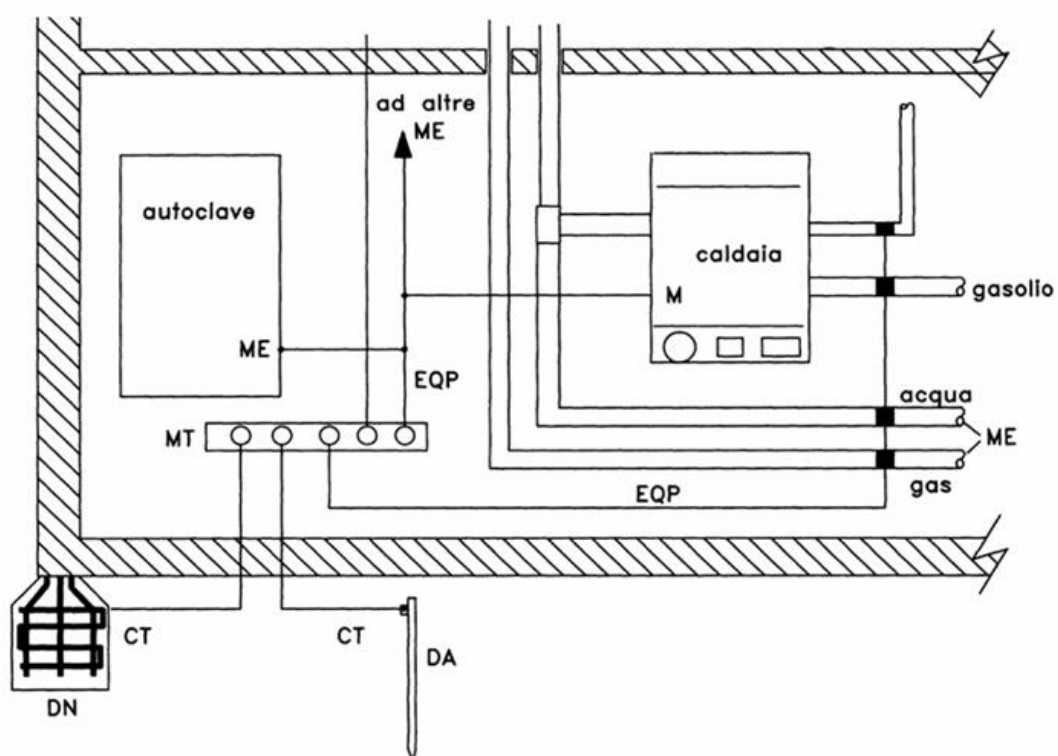 ad altre
ME
autoclave
caldaia
M
gasolio
ME
EQP
acqua
MT
ME
gas
EQP
CT
CT
DA
DN